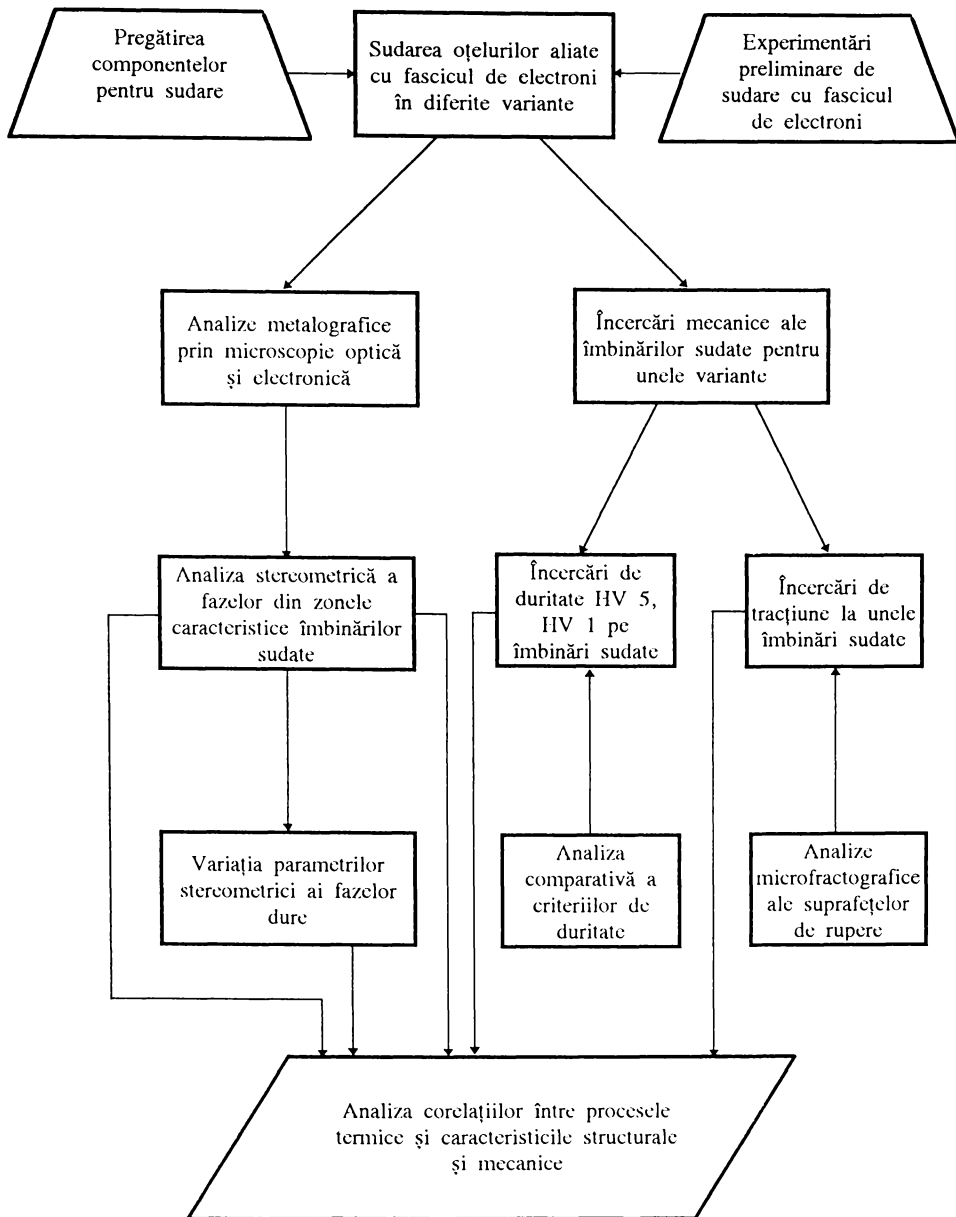 Pregătirea
componentelor
pentru sudare
Sudarea oțelurilor aliate
cu fascicul de electroni
în diferite variante
Experimentări
preliminare de
sudare cu fascicul
de electroni
Analize metalografice
prin microscopie optică
și electronică
Încercări mecanice ale
îmbinărilor sudate pentru
unele variante
Analiza stereometrică a
fazelor din zonele
caracteristice îmbinărilor
sudate
Încercări de
duritate HV 5,
HV 1 pe
îmbinări sudate
Încercări de
tracțiune la unele
îmbinări sudate
Variația parametrilor
stereometrici ai fazelor
dure
Analiza
comparativă a
criteriilor de
duritate
Analize
microfractografice
ale suprafețelor
de rupere
Analiza corelațiilor între procesele
termice și caracteristicile structurale
și mecanice